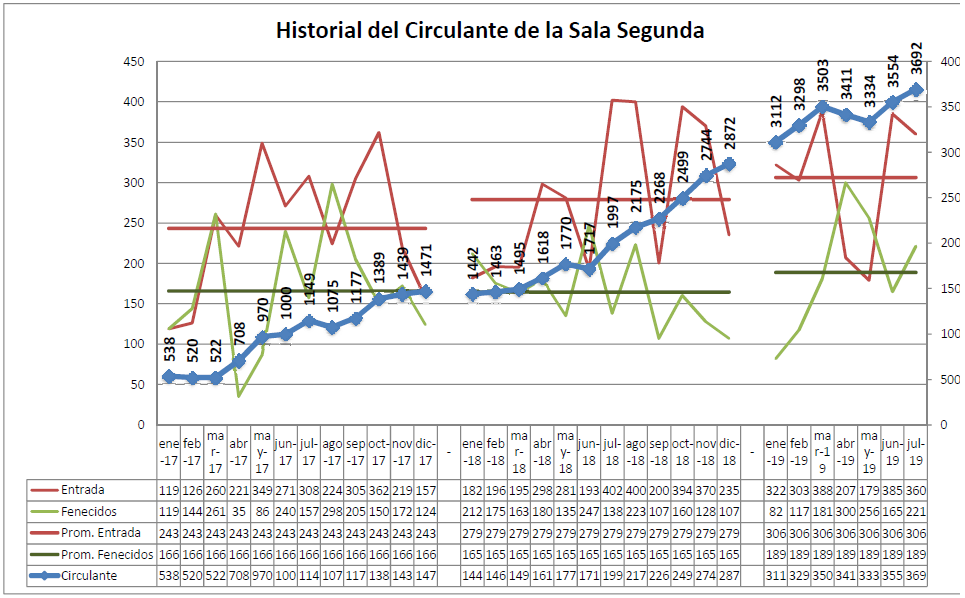 Historial del Circulante de la Sala Segunda
450 400
400 350
350 300
300 250
250 200
200 150
150 100
100 500
50 0
0
538 520 522 708 970 1000 1149 1075 1177 1389 1439 1471 1442 1463 1495 1618 1770 1717 1997 2175 2268 2499 2744 2872 3112 3298 3503 3411 3334 3554 3692
ene-17 feb-17 mar-17 abr-17 may-17 jun-17 jul-17 ago-17 sep-17 oct-17 nov-17 dic-17 - ene-18 feb-18 mar-18 abr-18 may-18 jun-18 jul-18 ago-18 sep-18 oct-18 nov-18 dic-18 - ene-19 feb-19 mar-19 abr-19 may-19 jun-19 jul-19
Entrada 119 126 260 221 349 271 308 224 305 362 219 157 182 196 195 298 281 193 402 400 200 394 370 235 322 303 388 207 179 385 360
Fenecidos 119 144 261 35 86 240 157 298 205 150 172 124 212 175 163 180 135 247 138 223 107 160 128 107 82 117 181 300 256 165 221
Prom. Entrada 243 243 243 243 243 243 243 243 243 243 243 243 279 279 279 279 279 279 279 279 279 279 279 279 306 306 306 306 306 306 306
Prom. Fenecidos 166 166 166 166 166 166 166 166 166 166 166 166 165 165 165 165 165 165 165 165 165 165 165 165 189 189 189 189 189 189 189
Circulante 538 520 522 708 970 100 114 107 117 138 143 147 144 146 149 161 177 171 199 217 226 249 274 287 311 329 350 341 333 355 369